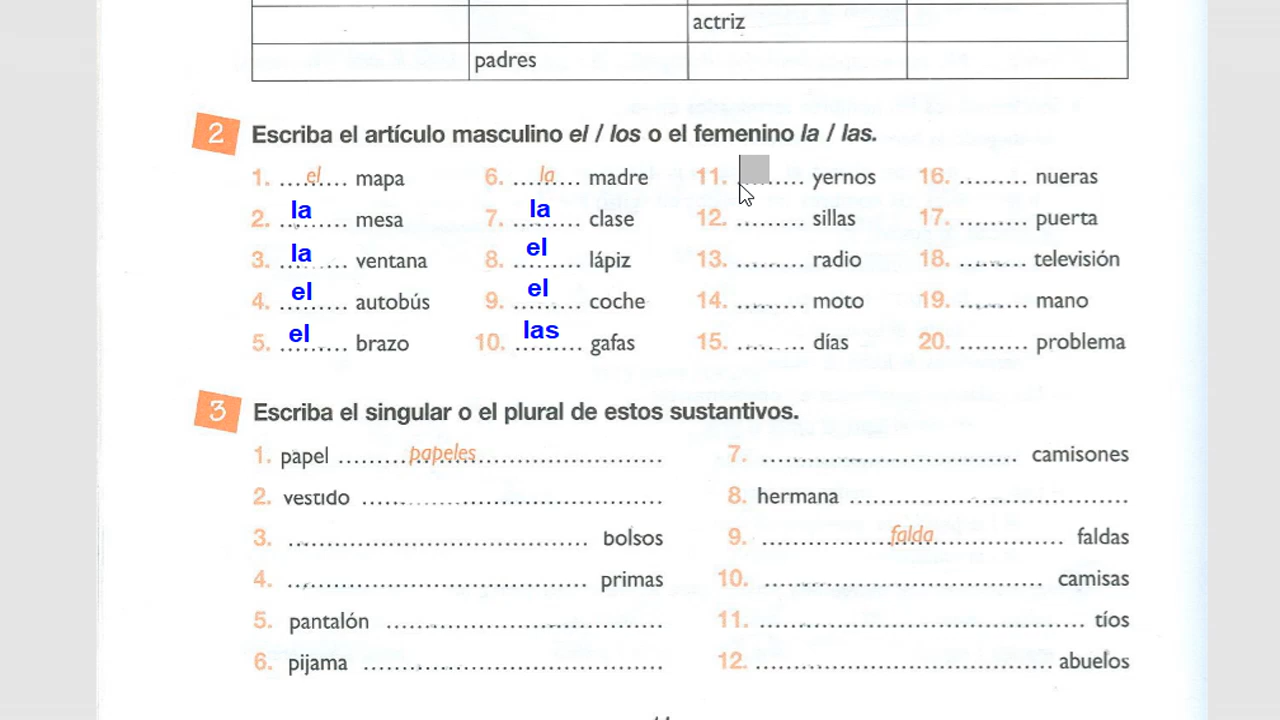 actriz
padres
2 Escriba el artículo masculino el / los o el femenino la / las.
1. ...el... mapa 6. ...la... madre 11. ......... yernos 16. ......... nueras
2. ...la... mesa 7. ...la... clase 12. ......... sillas 17. ......... puerta
3. ...la... ventana 8. ...el... lápiz 13. ......... radio 18. ......... televisión
4. ...el... autobús 9. ...el... coche 14. ......... moto 19. ......... mano
5. ...el... brazo 10. ...las... gafas 15. ......... días 20. ......... problema
3 Escriba el singular o el plural de estos sustantivos.
1. papel .........papeles......... 7. ......... camisones
2. vestido ......... 8. hermana .........
3. ......... bolsos 9. .........falda......... faldas
4. ......... primas 10. ......... camisas
5. pantalón ......... 11. ......... tíos
6. pijama ......... 12. ......... abuelos